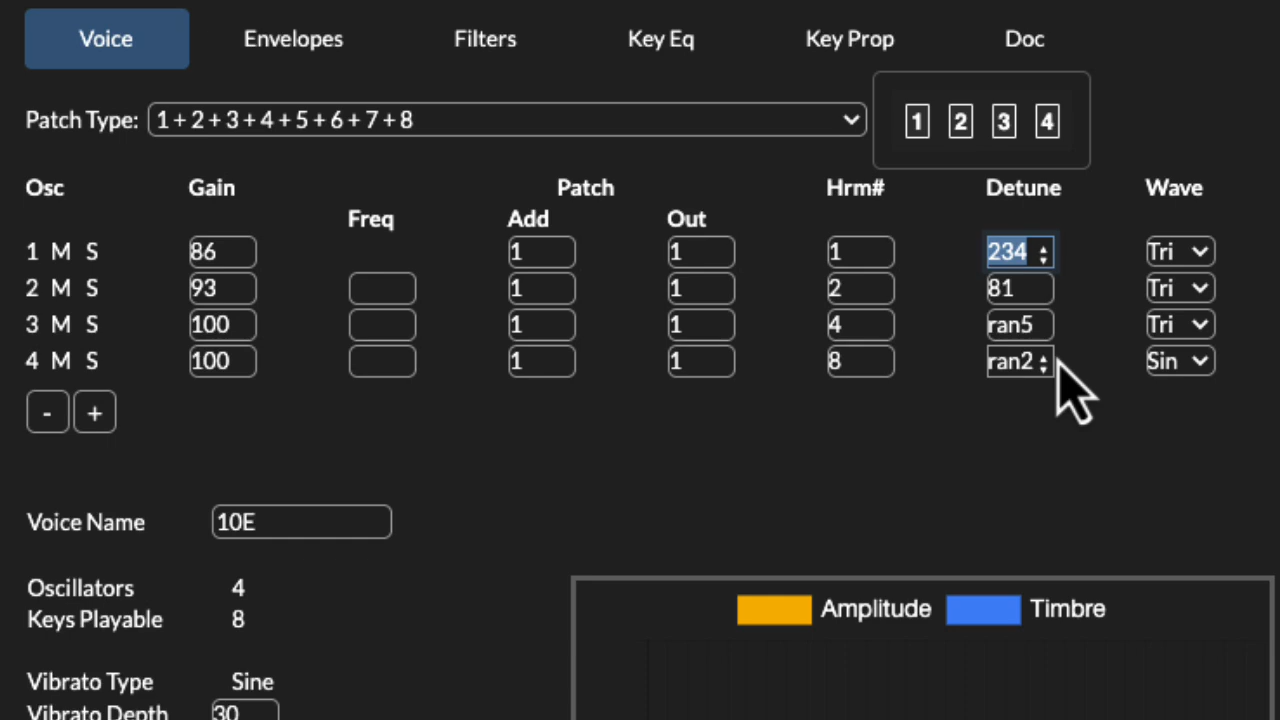 Voice Envelopes Filters Key Eq Key Prop Doc
Patch Type: 1 + 2 + 3 + 4 + 5 + 6 + 7 + 8 1 2 3 4
Osc Gain Patch Hrm# Detune Wave
Freq Add Out
1 M S 86 1 1 1 234 Tri
2 M S 93 1 1 2 81 Tri
3 M S 100 1 1 4 ran5 Tri
4 M S 100 1 1 8 ran2 Sin
- +
Voice Name 10E
Oscillators 4
Keys Playable 8
Amplitude Timbre
Vibrato Type Sine
Vibrato Depth 30